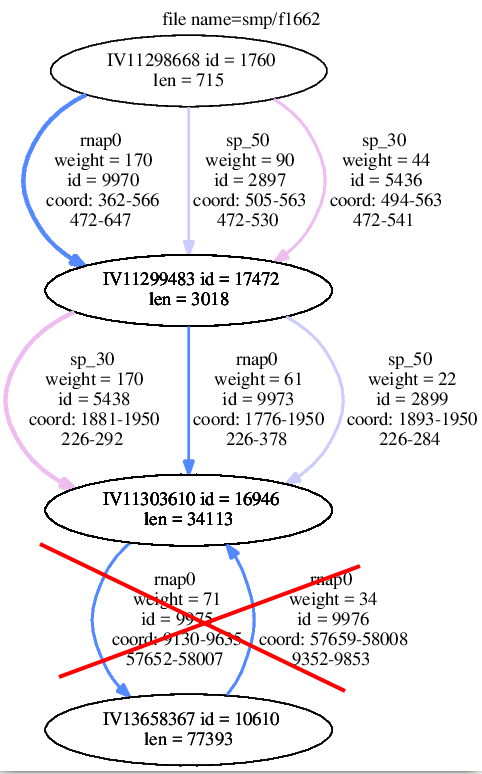 file name=smp/f1662
IV11298668 id = 1760
len = 715
rnap0
weight = 170
id = 9970
coord: 362-566
472-647
sp_50
weight = 90
id = 2897
coord: 505-563
472-530
sp_30
weight = 44
id = 5436
coord: 494-563
472-541
IV11299483 id = 17472
len = 3018
sp_30
weight = 170
id = 5438
coord: 1881-1950
226-292
rnap0
weight = 61
id = 9973
coord: 1776-1950
226-378
sp_50
weight = 22
id = 2899
coord: 1893-1950
226-284
IV11303610 id = 16946
len = 34113
rnap0
weight = 71
id = 9975
coord: 9130-9635
57652-58007
rnap0
weight = 34
id = 9976
coord: 57659-58008
9352-9853
IV13658367 id = 10610
len = 77393